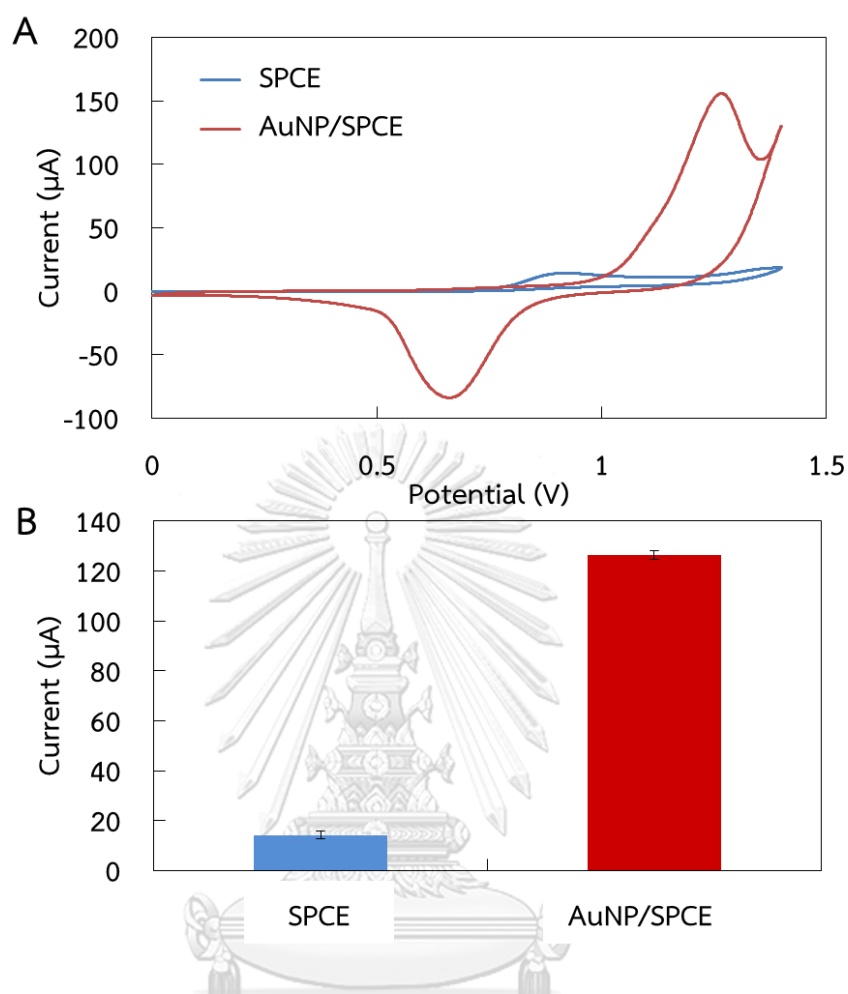 A
200
150
100
50
0
-50
-100
Current (µA)
SPCE
AuNP/SPCE
0 0.5 1 1.5
Potential (V)
B
140
120
100
80
60
40
20
0
Current (µA)
SPCE AuNP/SPCE